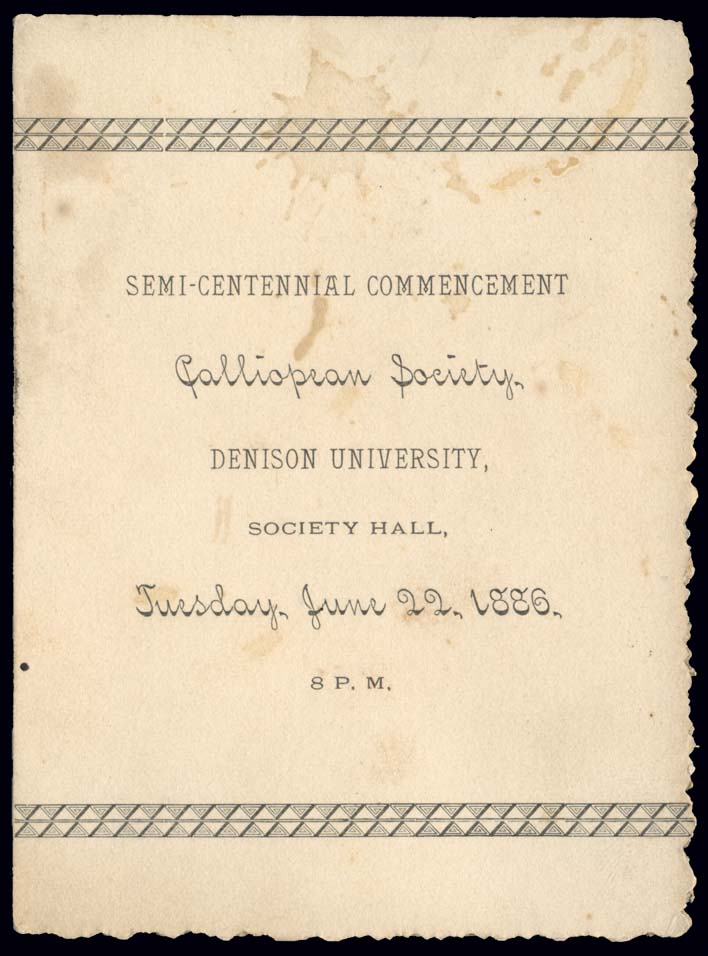 SEMI-CENTENNIAL COMMENCEMENT
Calliopean Society,
DENISON UNIVERSITY,
SOCIETY HALL,
Tuesday, June 22, 1886,
8 P. M.